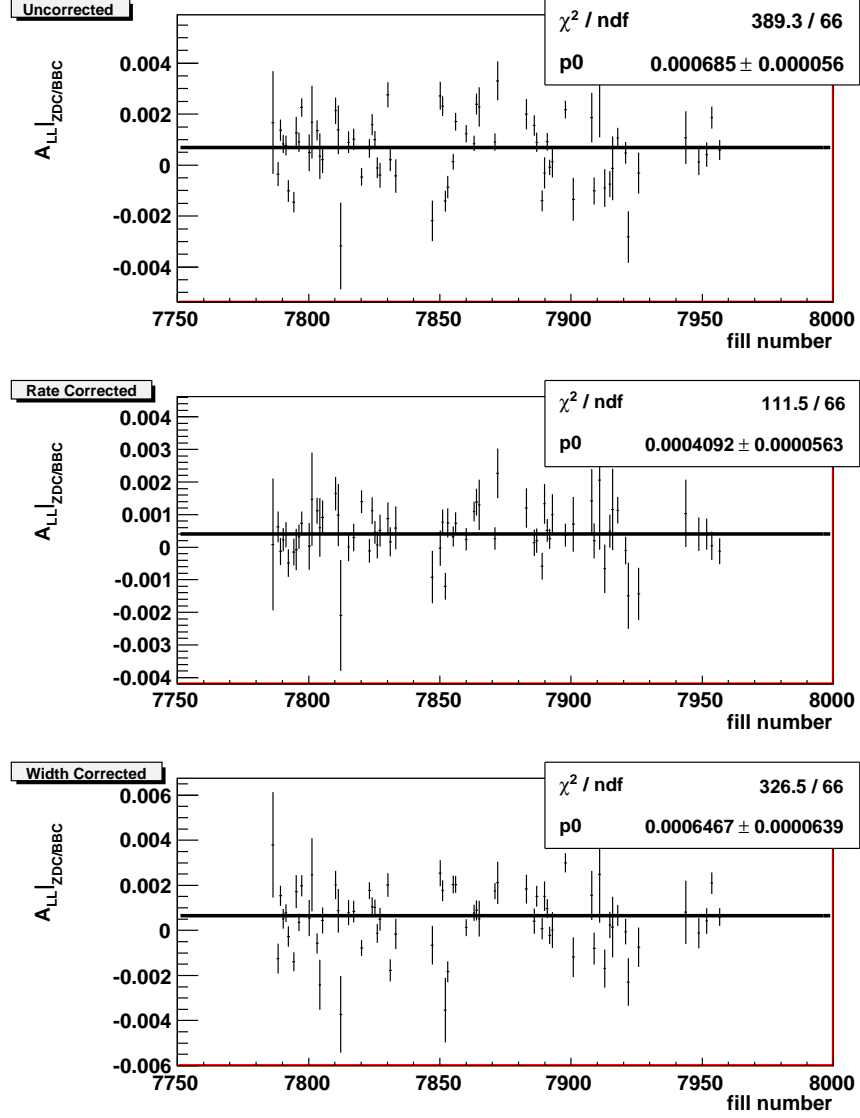 Uncorrected
χ² / ndf 389.3 / 66
p0 0.000685 ± 0.000056
A_LL|_ZDC/BBC
0.004
0.002
0
-0.002
-0.004
7750 7800 7850 7900 7950 8000
fill number
Rate Corrected
χ² / ndf 111.5 / 66
p0 0.0004092 ± 0.0000563
A_LL|_ZDC/BBC
0.004
0.003
0.002
0.001
0
-0.001
-0.002
-0.003
-0.004
7750 7800 7850 7900 7950 8000
fill number
Width Corrected
χ² / ndf 326.5 / 66
p0 0.0006467 ± 0.0000639
A_LL|_ZDC/BBC
0.006
0.004
0.002
0
-0.002
-0.004
-0.006
7750 7800 7850 7900 7950 8000
fill number